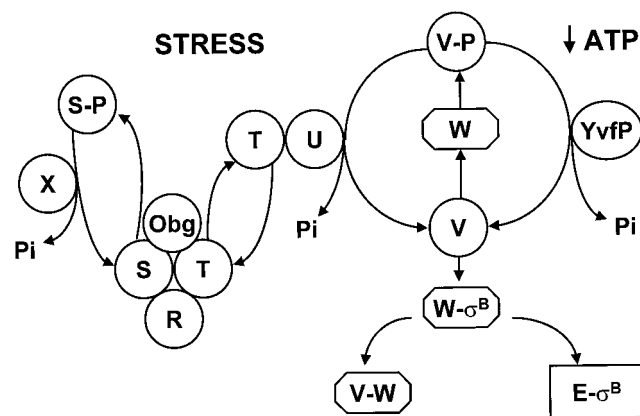 STRESS
V-P
↓ ATP
S-P
T
U
W
YvfP
X
Pi
Obg
Pi
V
Pi
S
T
R
W-σᴮ
V-W
E-σᴮ